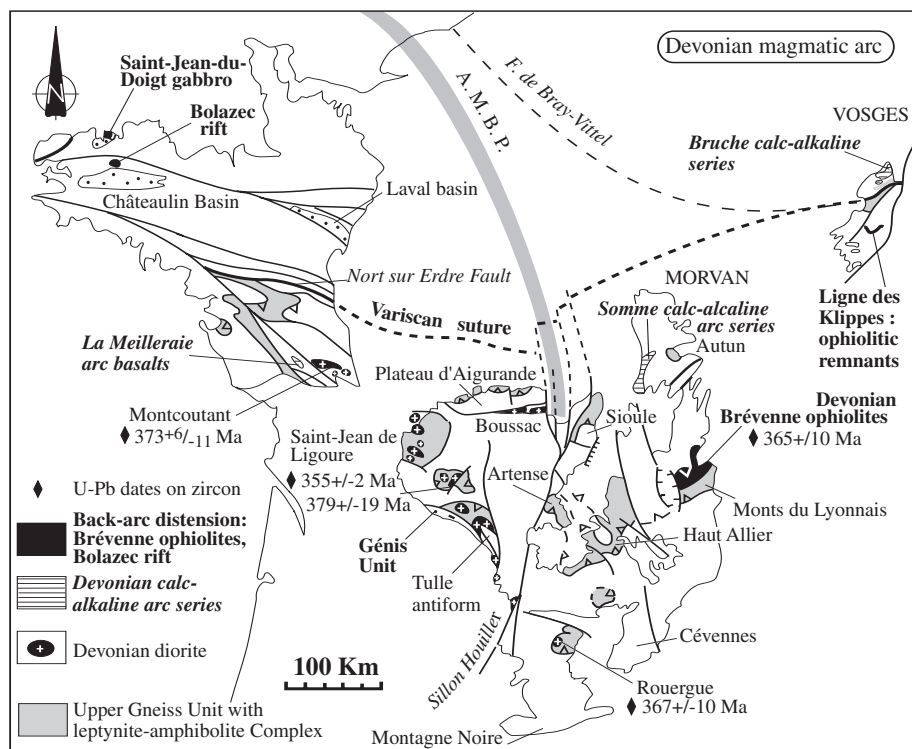 Devonian magmatic arc
Saint-Jean-du-
Doigt gabbro
Bolazec
rift
N
A. M. B. P.
F. de Bray-Vittel
VOSGES
Bruche calc-alkaline
series
Châteaulin Basin
Laval basin
Nort sur Erdre Fault
Variscan suture
MORVAN
Somme calc-alcaline
arc series
Autun
Ligne des
Klippes :
ophiolitic
remnants
La Meilleraie
arc basalts
Plateau d'Aigurande
Boussac
Sioule
Devonian
Brévenne ophiolites
365+/10 Ma
Montcoutant
373+6/-11 Ma
Saint-Jean de
Ligoure
355+/-2 Ma
379+/-19 Ma
Artense
Monts du Lyonnais
Haut Allier
Génis
Unit
Tulle
antiform
Sillon Houiller
Cévennes
Rouergue
367+/-10 Ma
Montagne Noire
U-Pb dates on zircon
Back-arc distension:
Brévenne ophiolites,
Bolazec rift
Devonian calc-
alkaline arc series
Devonian diorite
Upper Gneiss Unit with
leptynite-amphibolite Complex
100 Km